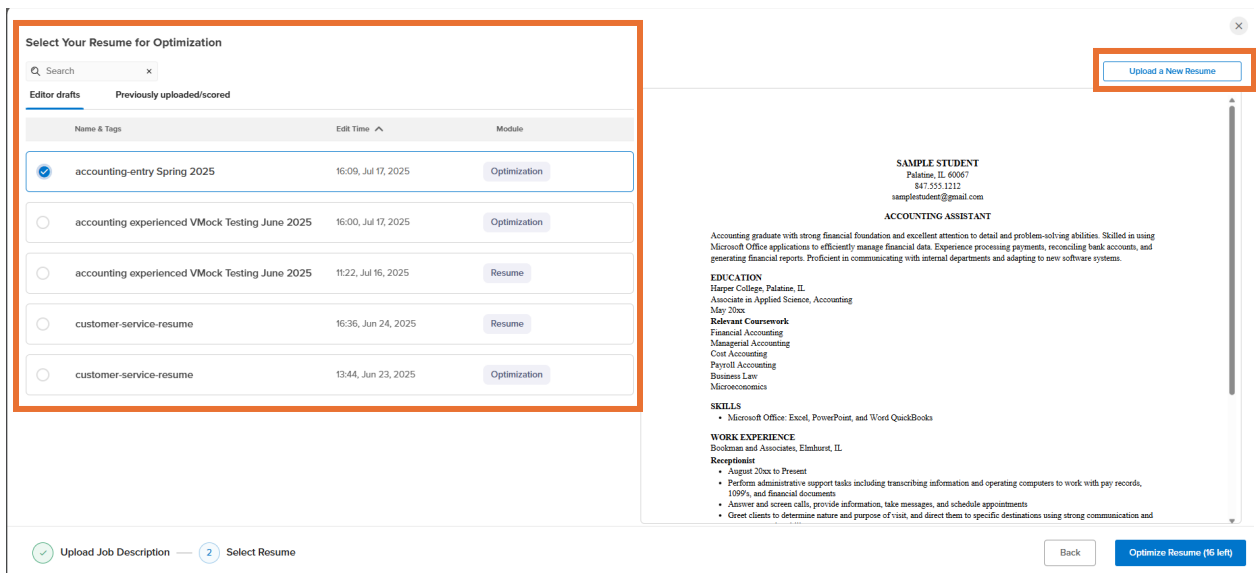 Select Your Resume for Optimization
Search ×
Upload a New Resume
Editor drafts Previously uploaded/scored
Name & Tags Edit Time Module
accounting-entry Spring 2025 16:09, Jul 17, 2025 Optimization
accounting experienced VMock Testing June 2025 16:00, Jul 17, 2025 Optimization
accounting experienced VMock Testing June 2025 11:22, Jul 16, 2025 Resume
customer-service-resume 16:36, Jun 24, 2025 Resume
customer-service-resume 13:44, Jun 23, 2025 Optimization
SAMPLE STUDENT
Palatine, IL 60067
847.555.1212
samplestudent@gmail.com
ACCOUNTING ASSISTANT
Accounting graduate with strong financial foundation and excellent attention to detail and problem-solving abilities. Skilled in using
Microsoft Office applications to efficiently manage financial data. Experience processing payments, reconciling bank accounts, and
generating financial reports. Proficient in communicating with internal departments and adapting to new software systems.
EDUCATION
Harper College, Palatine, IL
Associate in Applied Science, Accounting
May 20xx
Relevant Coursework
Financial Accounting
Managerial Accounting
Cost Accounting
Payroll Accounting
Business Law
Microeconomics
SKILLS
• Microsoft Office: Excel, PowerPoint, and Word QuickBooks
WORK EXPERIENCE
Bookman and Associates, Elmhurst, IL
Receptionist
• August 20xx to Present
• Perform administrative support tasks including transcribing information and operating computers to work with pay records,
1099's, and financial documents
• Answer and screen calls, provide information, take messages, and schedule appointments
• Greet clients to determine nature and purpose of visit, and direct them to specific destinations using strong communication and
Upload Job Description 2 Select Resume
Back Optimize Resume (16 left)